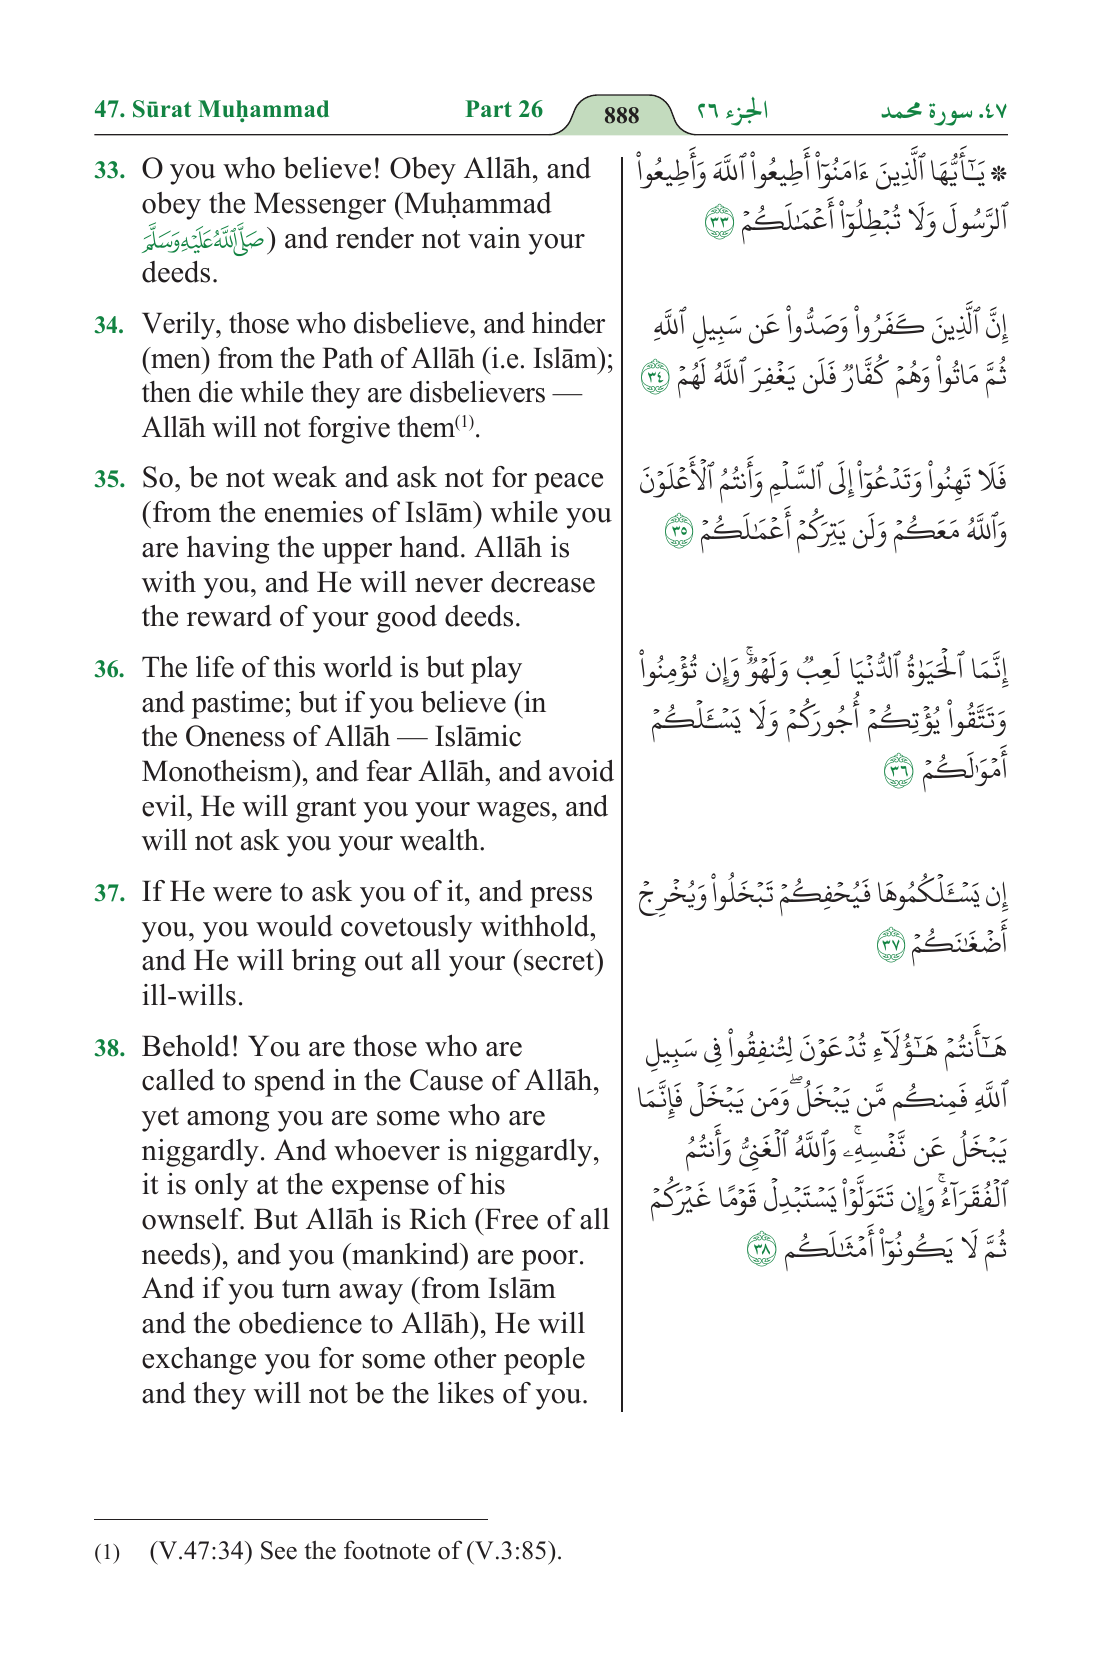 47. Sūrat Muḥammad Part 26 888 الجزء ٢٦ ٤٧. سورة محمد
33. O you who believe! Obey Allāh, and
obey the Messenger (Muḥammad
صلى الله عليه وسلم) and render not vain your
deeds.
34. Verily, those who disbelieve, and hinder
(men) from the Path of Allāh (i.e. Islām);
then die while they are disbelievers —
Allāh will not forgive them(1).
35. So, be not weak and ask not for peace
(from the enemies of Islām) while you
are having the upper hand. Allāh is
with you, and He will never decrease
the reward of your good deeds.
36. The life of this world is but play
and pastime; but if you believe (in
the Oneness of Allāh — Islāmic
Monotheism), and fear Allāh, and avoid
evil, He will grant you your wages, and
will not ask you your wealth.
37. If He were to ask you of it, and press
you, you would covetously withhold,
and He will bring out all your (secret)
ill-wills.
38. Behold! You are those who are
called to spend in the Cause of Allāh,
yet among you are some who are
niggardly. And whoever is niggardly,
it is only at the expense of his
ownself. But Allāh is Rich (Free of all
needs), and you (mankind) are poor.
And if you turn away (from Islām
and the obedience to Allāh), He will
exchange you for some other people
and they will not be the likes of you.
۞ يَـٰٓأَيُّهَا ٱلَّذِينَ ءَامَنُوٓاْ أَطِيعُواْ ٱللَّهَ وَأَطِيعُواْ
ٱلرَّسُولَ وَلَا تُبۡطِلُوٓاْ أَعۡمَـٰلَكُمۡ ٣٣
إِنَّ ٱلَّذِينَ كَفَرُواْ وَصَدُّواْ عَن سَبِيلِ ٱللَّهِ
ثُمَّ مَاتُواْ وَهُمۡ كُفَّارٞ فَلَن يَغۡفِرَ ٱللَّهُ لَهُمۡ ٣٤
فَلَا تَهِنُواْ وَتَدۡعُوٓاْ إِلَى ٱلسَّلۡمِ وَأَنتُمُ ٱلۡأَعۡلَوۡنَ
وَٱللَّهُ مَعَكُمۡ وَلَن يَتِرَكُمۡ أَعۡمَـٰلَكُمۡ ٣٥
إِنَّمَا ٱلۡحَيَوٰةُ ٱلدُّنۡيَا لَعِبٞ وَلَهۡوٞۚ وَإِن تُؤۡمِنُواْ
وَتَتَّقُواْ يُؤۡتِكُمۡ أُجُورَكُمۡ وَلَا يَسۡـَٔلۡكُمۡ
أَمۡوَٰلَكُمۡ ٣٦
إِن يَسۡـَٔلۡكُمُوهَا فَيُحۡفِكُمۡ تَبۡخَلُواْ وَيُخۡرِجۡ
أَضۡغَـٰنَكُمۡ ٣٧
هَـٰٓأَنتُمۡ هَـٰٓؤُلَآءِ تُدۡعَوۡنَ لِتُنفِقُواْ فِي سَبِيلِ
ٱللَّهِ فَمِنكُم مَّن يَبۡخَلُۖ وَمَن يَبۡخَلۡ فَإِنَّمَا
يَبۡخَلُ عَن نَّفۡسِهِۦۚ وَٱللَّهُ ٱلۡغَنِيُّ وَأَنتُمُ
ٱلۡفُقَرَآءُۚ وَإِن تَتَوَلَّوۡاْ يَسۡتَبۡدِلۡ قَوۡمًا غَيۡرَكُمۡ
ثُمَّ لَا يَكُونُوٓاْ أَمۡثَـٰلَكُم ٣٨
(1) (V.47:34) See the footnote of (V.3:85).